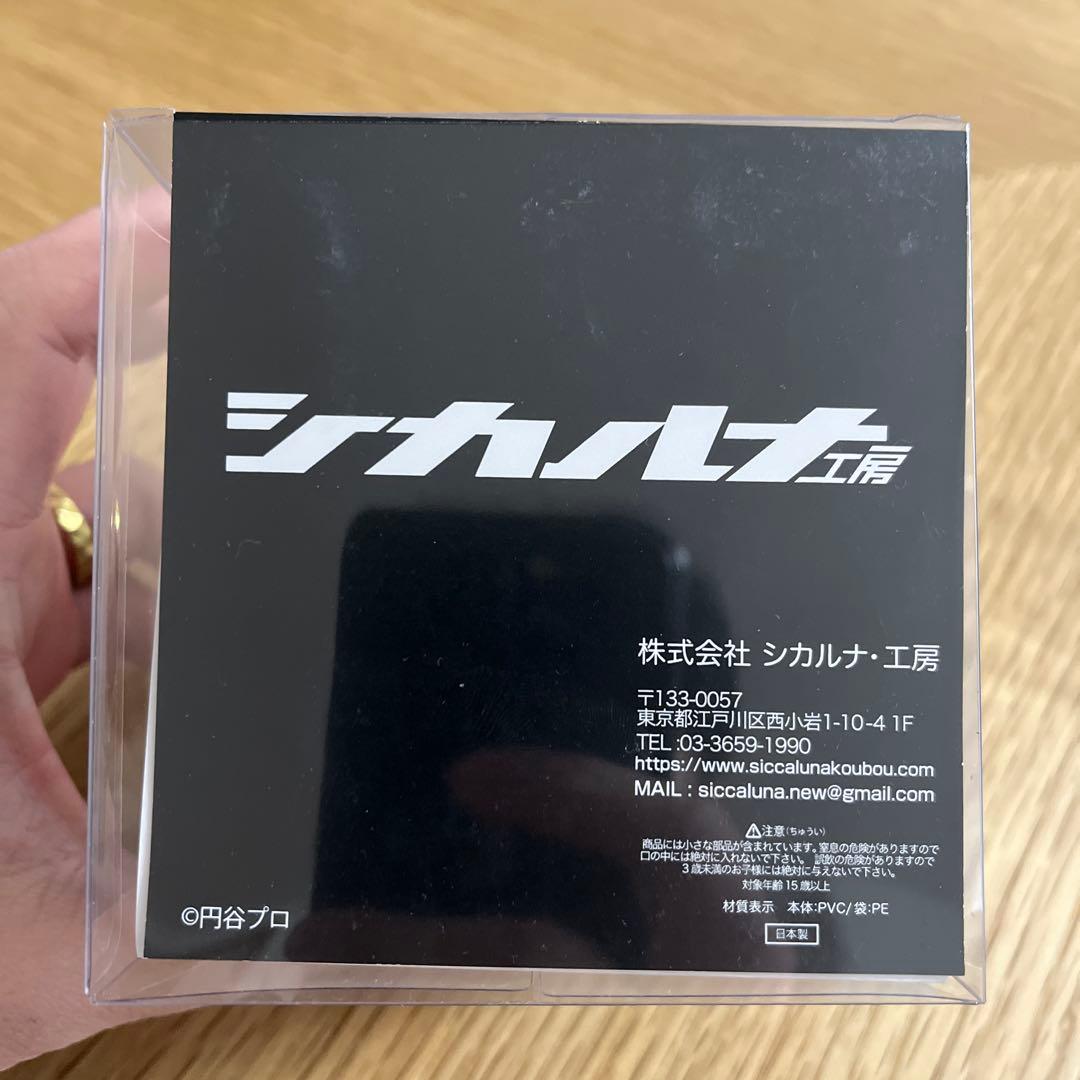 シカルナ工房
株式会社 シカルナ・工房
〒133-0057
東京都江戸川区西小岩1-10-4 1F
TEL :03-3659-1990
https://www.siccalunakoubou.com
MAIL : siccaluna.new@gmail.com
⚠注意(ちゅうい)
商品には小さな部品が含まれています。窒息の危険がありますので
口の中には絶対に入れないで下さい。 誤飲の危険がありますので
3歳未満のお子様には絶対に与えないで下さい。
対象年齢 15歳以上
材質表示 本体:PVC/ 袋:PE
日本製
©円谷プロ